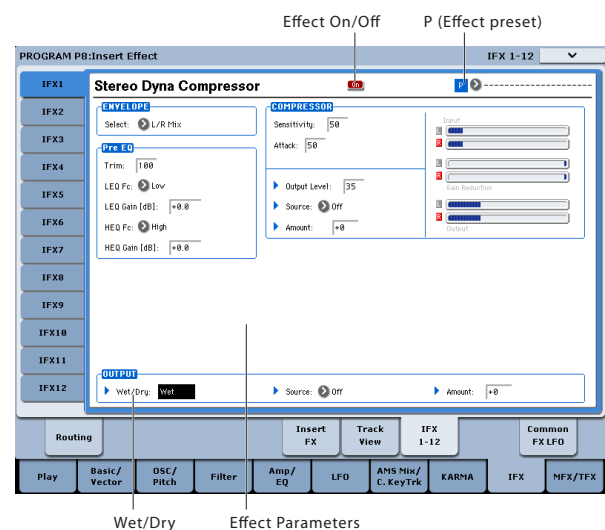 Effect On/Off P (Effect preset)
PROGRAM P8:Insert Effect IFX 1-12
IFX1
IFX2
IFX3
IFX4
IFX5
IFX6
IFX7
IFX8
IFX9
IFX10
IFX11
IFX12
Stereo Dyna Compressor On P
ENVELOPE
Select: L/R Mix
Pre EQ
Trim: 100
LEQ Fc: Low
LEQ Gain [dB]: +0.0
HEQ Fc: High
HEQ Gain [dB]: +0.0
COMPRESSOR
Sensitivity: 50
Attack: 50
Output Level: 35
Source: Off
Amount: +0
Input
L
R
L
R
Gain Reduction
L
R
Output
OUTPUT
Wet/Dry: Wet Source: Off Amount: +0
Routing
Insert FX
Track View
IFX 1-12
Common FX LFO
Play
Basic/ Vector
OSC/ Pitch
Filter
Amp/ EQ
LFO
AMS Mix/ C.KeyTrk
KARMA
IFX
MFX/TFX
Wet/Dry Effect Parameters